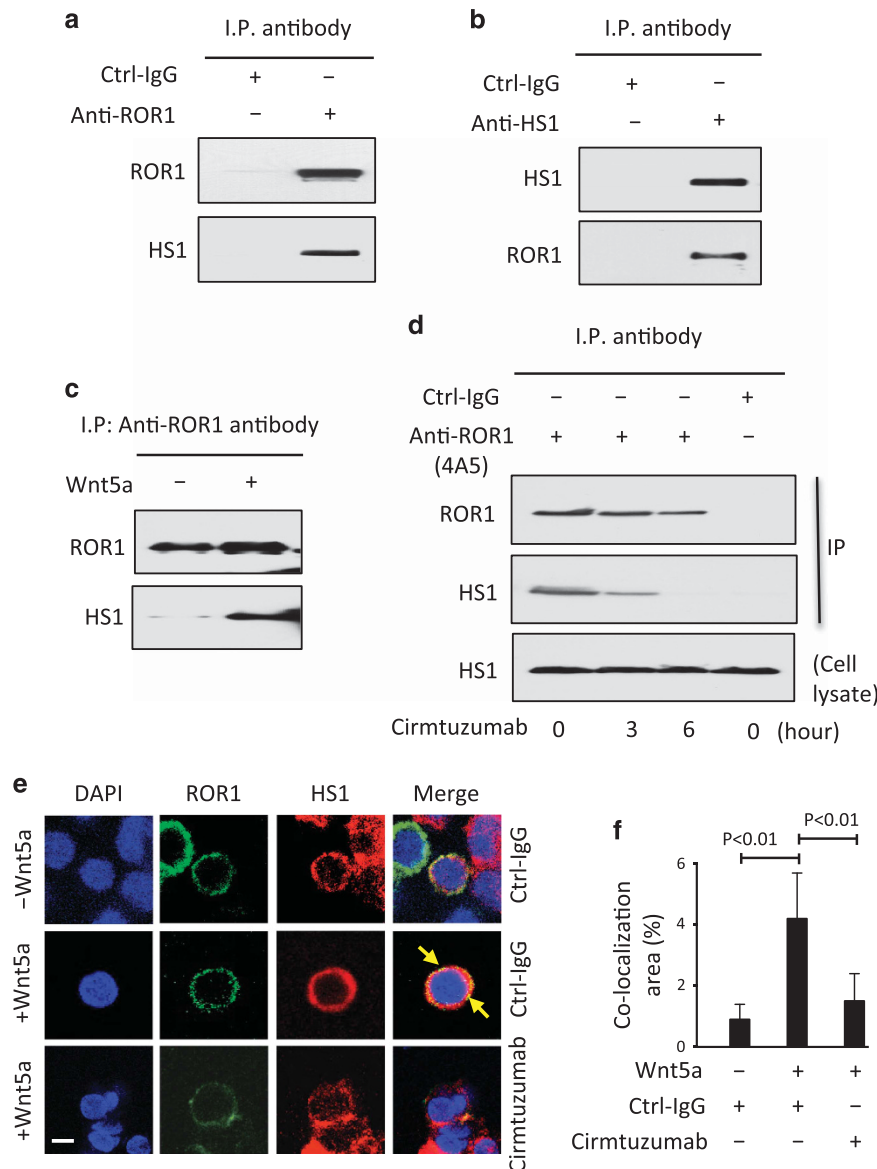 a
I.P. antibody
Ctrl-IgG + −
Anti-ROR1 − +
ROR1
HS1
b
I.P. antibody
Ctrl-IgG + −
Anti-HS1 − +
HS1
ROR1
c
I.P: Anti-ROR1 antibody
Wnt5a − +
ROR1
HS1
d
I.P. antibody
Ctrl-IgG − − − +
Anti-ROR1 + + + −
(4A5)
ROR1
HS1
IP
HS1
(Cell
lysate)
Cirmtuzumab 0 3 6 0 (hour)
e
DAPI ROR1 HS1 Merge
−Wnt5a
Ctrl-IgG
+Wnt5a
Ctrl-IgG
+Wnt5a
Cirmtuzumab
f
P<0.01
P<0.01
Co-localization
area (%)
6
4
2
0
Wnt5a − + +
Ctrl-IgG + + −
Cirmtuzumab − − +